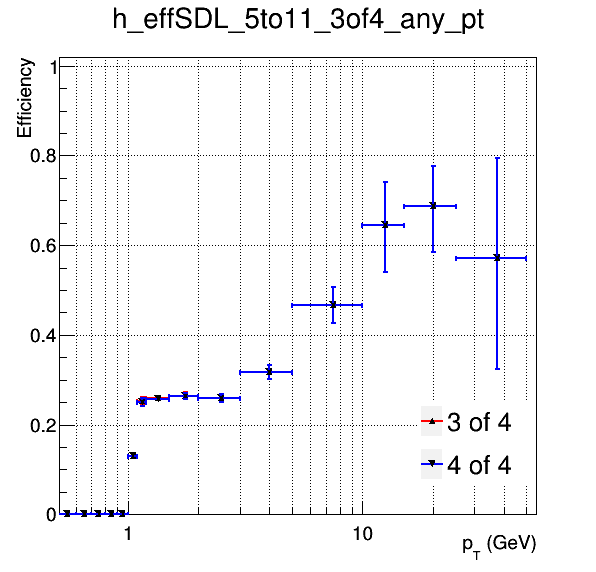 h_effSDL_5to11_3of4_any_pt
Efficiency
1
0.8
0.6
0.4
0.2
0
3 of 4
4 of 4
1
10
p_T (GeV)